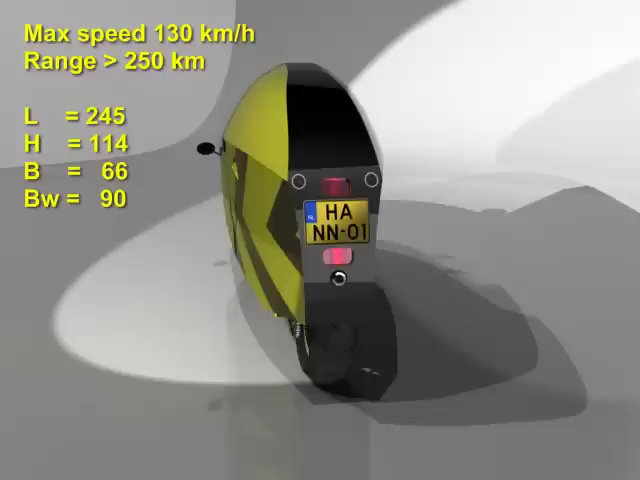 Max speed 130 km/h
Range > 250 km
L = 245
H = 114
B = 66
Bw = 90
NL
HA
NN-01